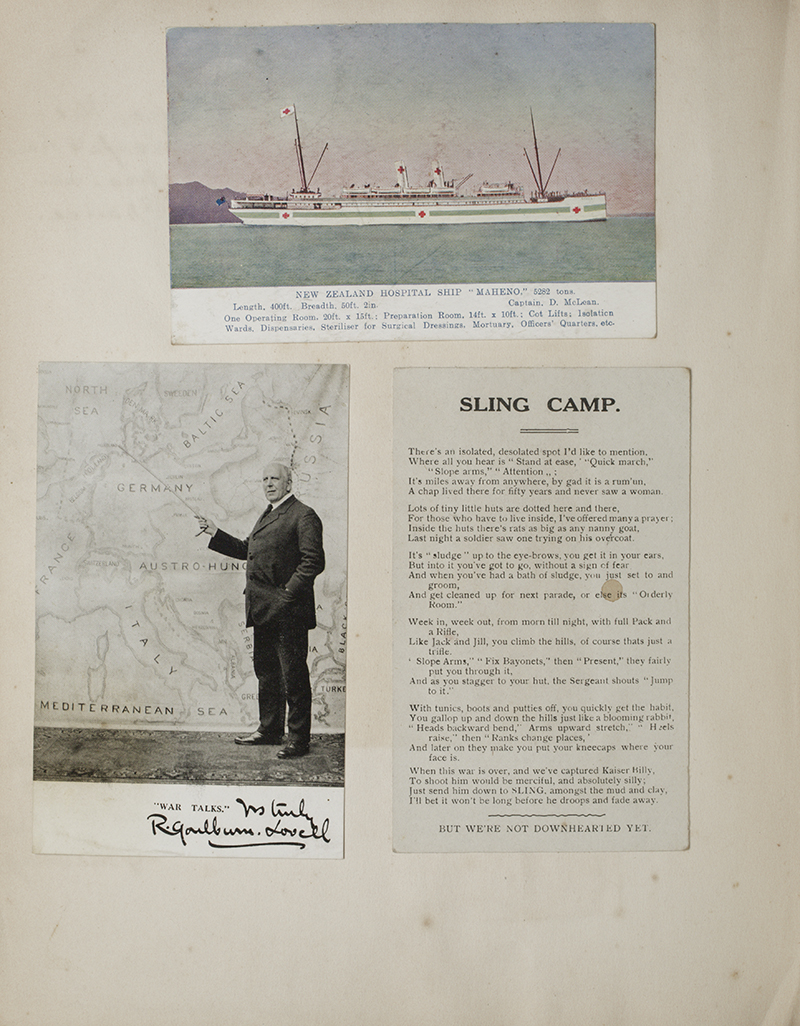 NEW ZEALAND HOSPITAL SHIP "MAHENO," 5282 tons.
Length, 400ft. Breadth, 50ft. 2in. Captain, D. McLean.
One Operating Room, 20ft. x 15ft.; Preparation Room, 14ft. x 10ft.; Cot Lifts; Isolation
Wards, Dispensaries, Steriliser for Surgical Dressings, Mortuary, Officers' Quarters, etc.
NORTH
SEA
SWEDEN
BALTIC SEA
RUSSIA
GERMANY
FRANCE
AUSTRO-HUNG
ITALY
SERBIA
BLACK
GREE
TURKE
MEDITERRANEAN SEA
"WAR TALKS." Yrs truly
R. Goulburn. Lovell
SLING CAMP.
There's an isolated, desolated spot I'd like to mention,
Where all you hear is "Stand at ease," "Quick march,"
"Slope arms," "Attention,, ;
It's miles away from anywhere, by gad it is a rum'un,
A chap lived there for fifty years and never saw a woman.
Lots of tiny little huts are dotted here and there,
For those who have to live inside, I've offered many a prayer;
Inside the huts there's rats as big as any nanny goat,
Last night a soldier saw one trying on his overcoat.
It's "sludge" up to the eye-brows, you get it in your ears,
But into it you've got to go, without a sign of fear
And when you've had a bath of sludge, you just set to and
groom,
And get cleaned up for next parade, or else its "Orderly
Room."
Week in, week out, from morn till night, with full Pack and
a Rifle,
Like Jack and Jill, you climb the hills, of course thats just a
trifle.
"Slope Arms," "Fix Bayonets," then "Present," they fairly
put you through it,
And as you stagger to your hut, the Sergeant shouts "Jump
to it."
With tunics, boots and putties off, you quickly get the habit,
You gallop up and down the hills just like a blooming rabbit,
"Heads backward bend," Arms upward stretch," "Heels
raise," then "Ranks change places,'
And later on they make you put your kneecaps where your
face is.
When this war is over, and we've captured Kaiser Billy,
To shoot him would be merciful, and absolutely silly;
Just send him down to SLING, amongst the mud and clay,
I'll bet it won't be long before he droops and fade away.
BUT WE'RE NOT DOWNHEARTED YET.